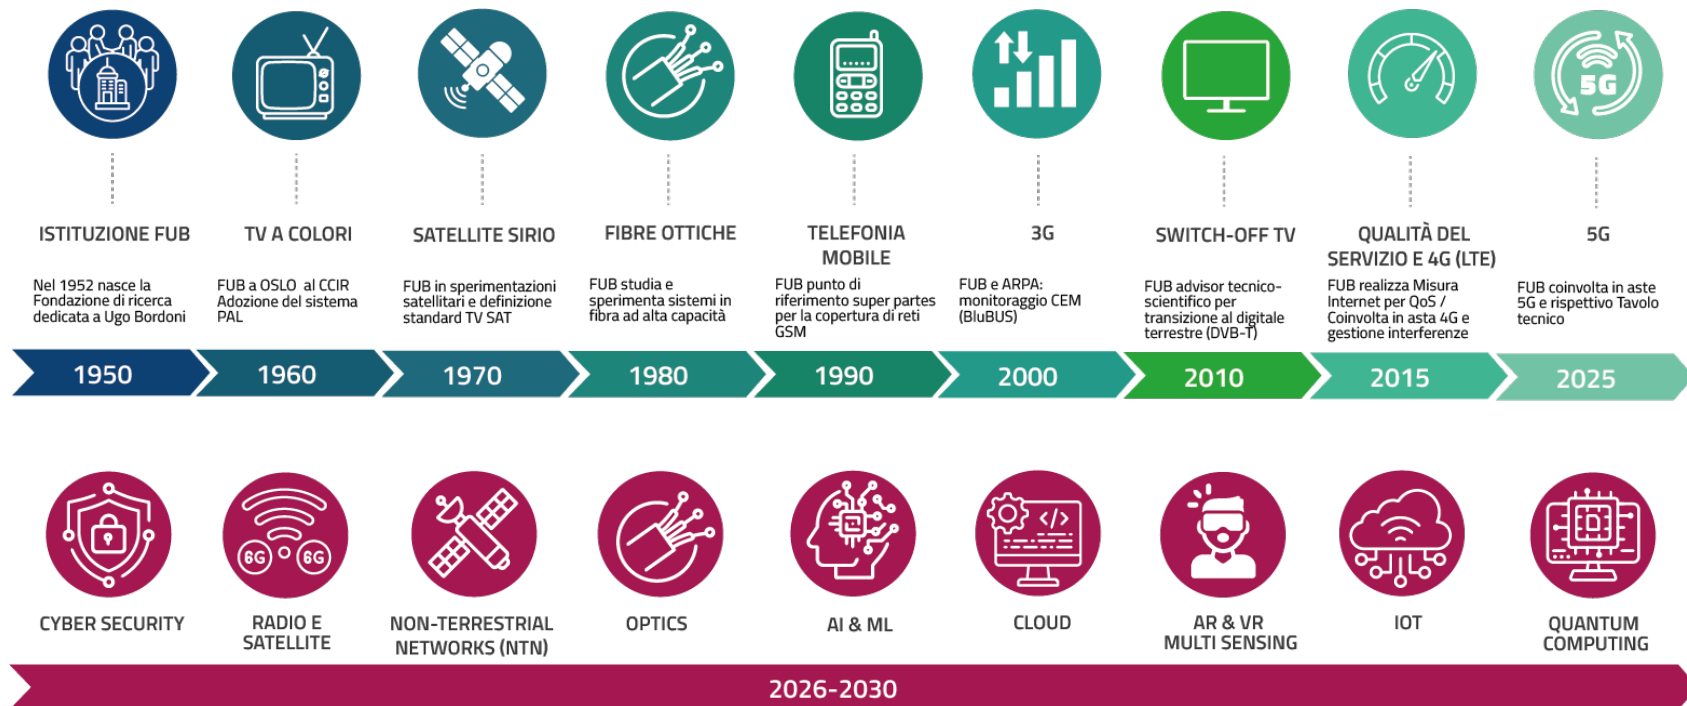 5G
ISTITUZIONE FUB
Nel 1952 nasce la
Fondazione di ricerca
dedicata a Ugo Bordoni
TV A COLORI
FUB a OSLO al CCIR
Adozione del sistema
PAL
SATELLITE SIRIO
FUB in sperimentazioni
satellitari e definizione
standard TV SAT
FIBRE OTTICHE
FUB studia e
sperimenta sistemi in
fibra ad alta capacità
TELEFONIA
MOBILE
FUB punto di
riferimento super partes
per la copertura di reti
GSM
3G
FUB e ARPA:
monitoraggio CEM
(BluBUS)
SWITCH-OFF TV
FUB advisor tecnico-
scientifico per
transizione al digitale
terrestre (DVB-T)
QUALITÀ DEL
SERVIZIO E 4G (LTE)
FUB realizza Misura
Internet per QoS /
Coinvolta in asta 4G e
gestione interferenze
5G
FUB coinvolta in aste
5G e rispettivo Tavolo
tecnico
1950
1960
1970
1980
1990
2000
2010
2015
2025
6G
6G
</>
CYBER SECURITY
RADIO E
SATELLITE
NON-TERRESTRIAL
NETWORKS (NTN)
OPTICS
AI & ML
CLOUD
AR & VR
MULTI SENSING
IOT
QUANTUM
COMPUTING
2026-2030